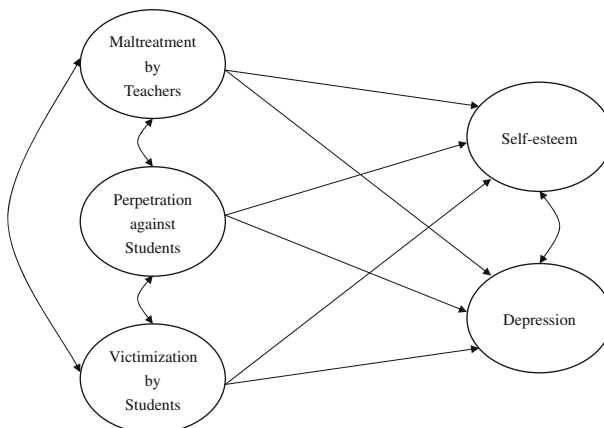 Maltreatment
by
Teachers
Self-esteem
Perpetration
against
Students
Depression
Victimization
by
Students